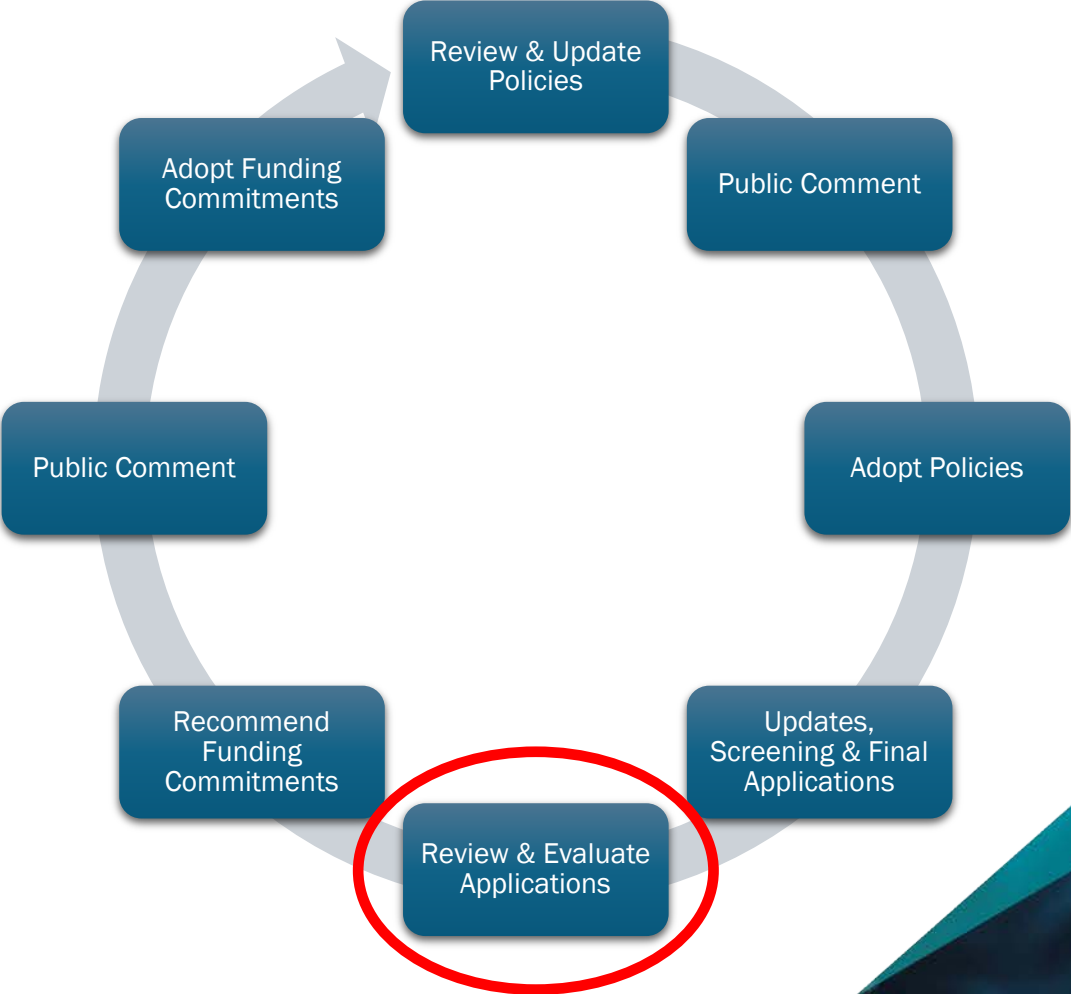 Review & Update
Policies
Public Comment
Adopt Policies
Updates,
Screening & Final
Applications
Review & Evaluate
Applications
Recommend
Funding
Commitments
Public Comment
Adopt Funding
Commitments